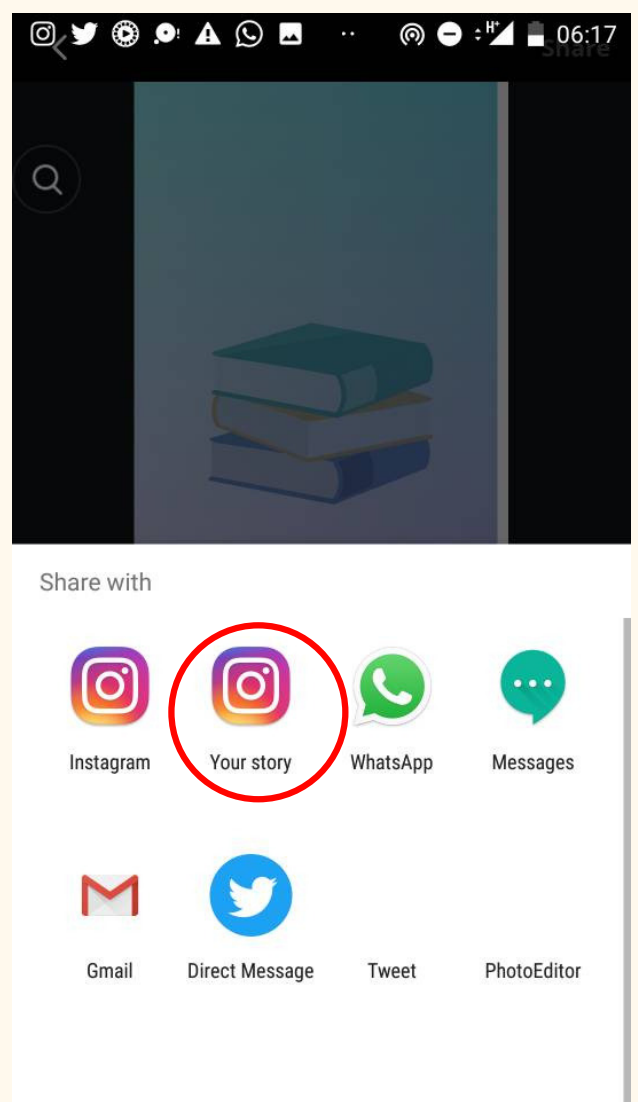 06:17
Share
Share with
Instagram Your story WhatsApp Messages
Gmail Direct Message Tweet PhotoEditor